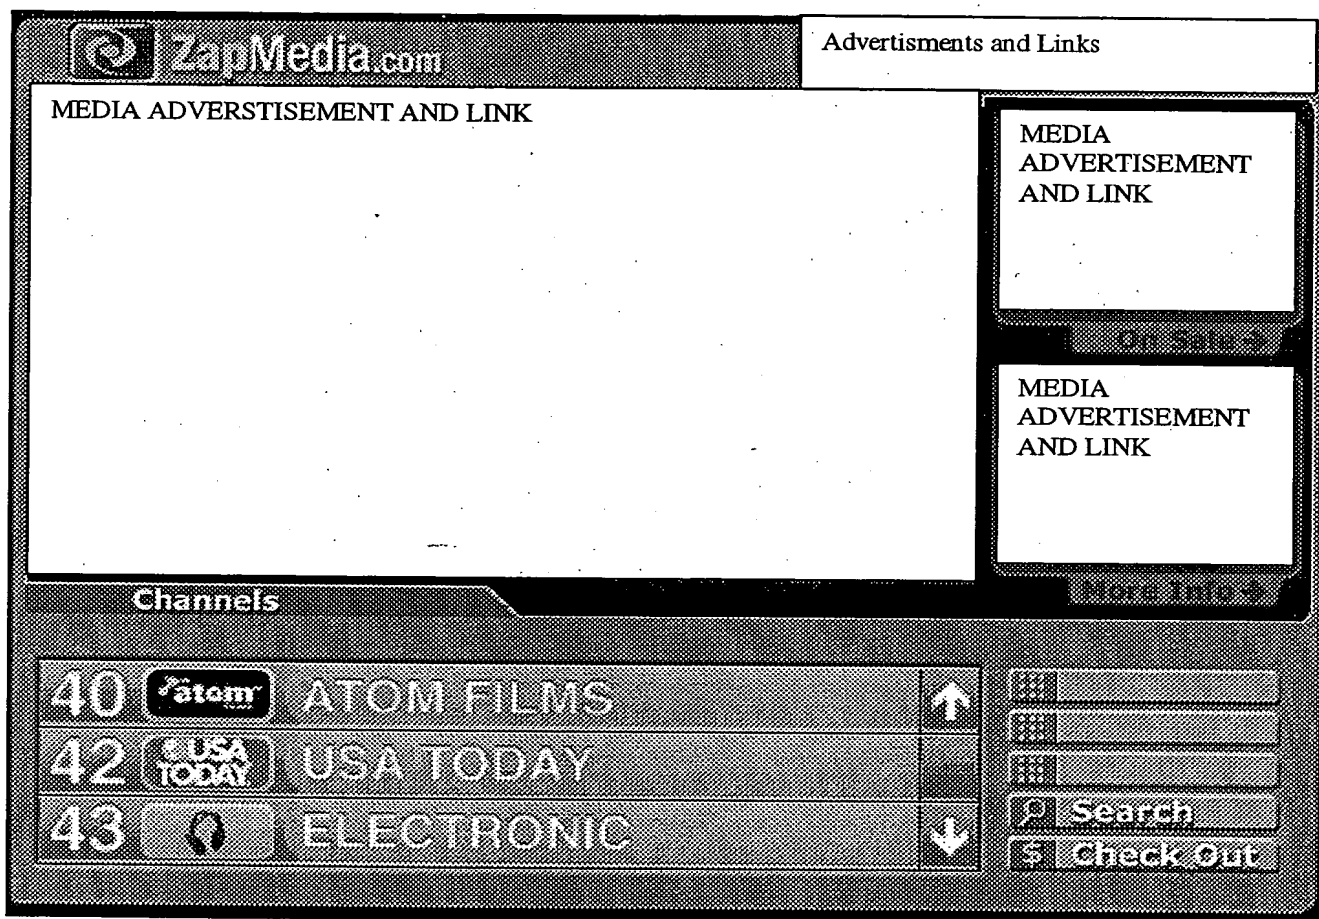 ZapMedia.com
Advertisments and Links
MEDIA ADVERSTISEMENT AND LINK
MEDIA
ADVERTISEMENT
AND LINK
On Sale
MEDIA
ADVERTISEMENT
AND LINK
More Info
Channels
40 atom ATOM FILMS
42 USA TODAY USA TODAY
43 ELECTRONIC
Search
$ Check Out